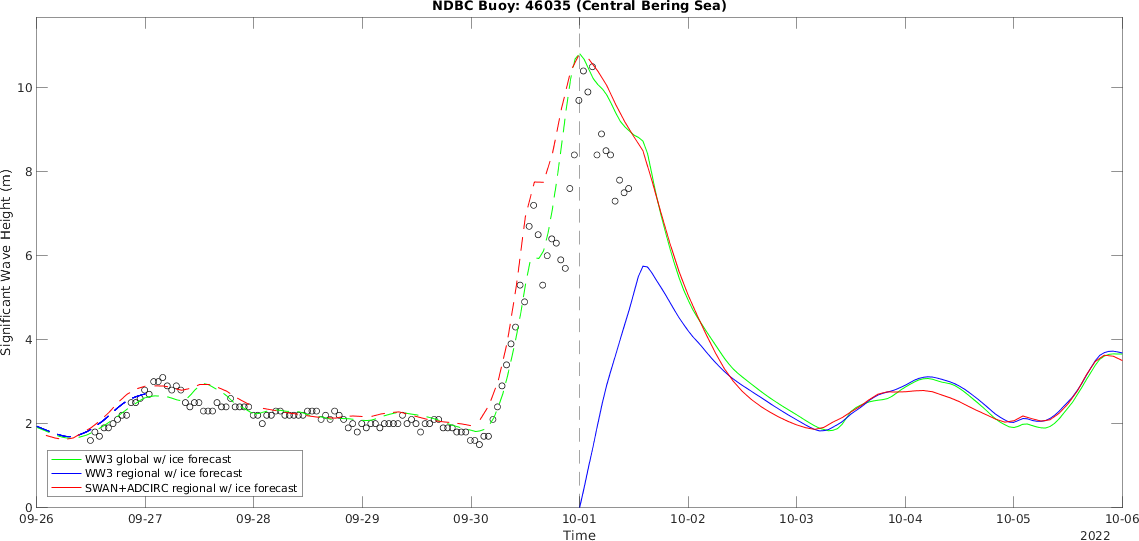 NDBC Buoy: 46035 (Central Bering Sea)
Significant Wave Height (m)
10
8
6
4
2
0
WW3 global w/ ice forecast
WW3 regional w/ ice forecast
SWAN+ADCIRC regional w/ ice forecast
09-26 09-27 09-28 09-29 09-30 10-01 10-02 10-03 10-04 10-05 10-06
Time
2022